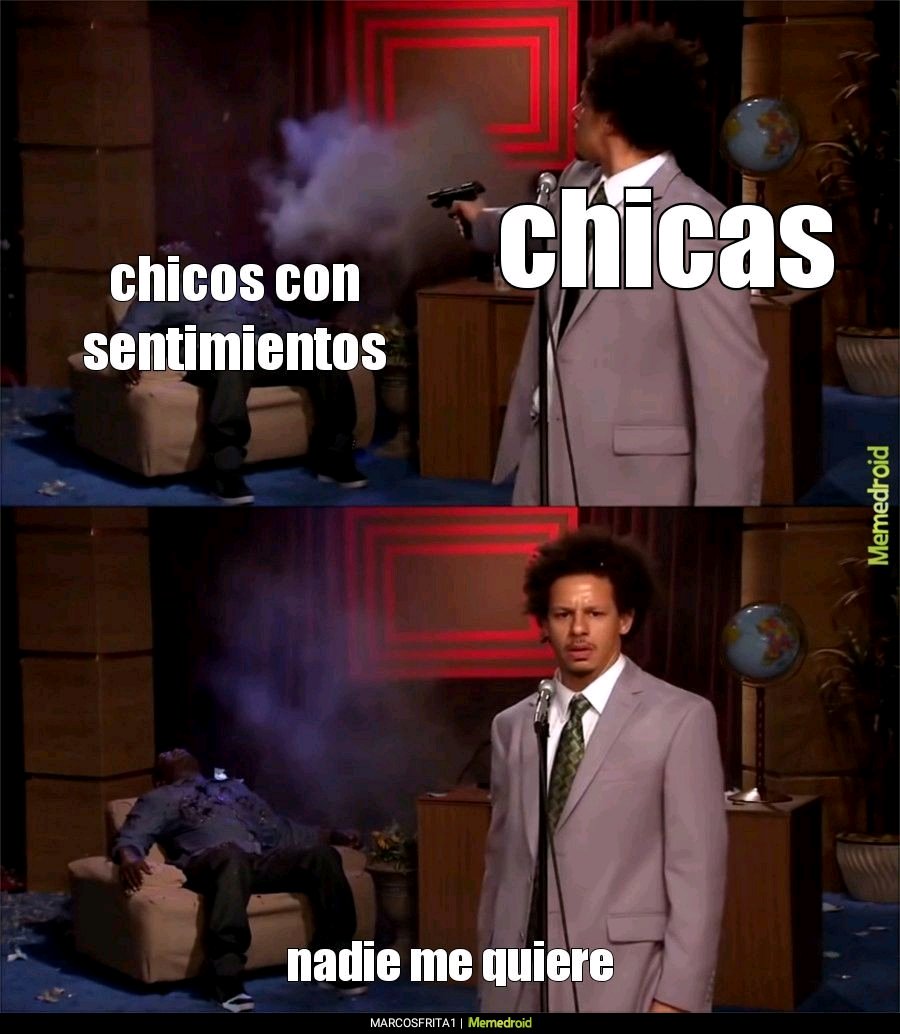 chicas
chicos con
sentimientos
Memedroid
nadie me quiere
MARCOSFRITA1 | Memedroid